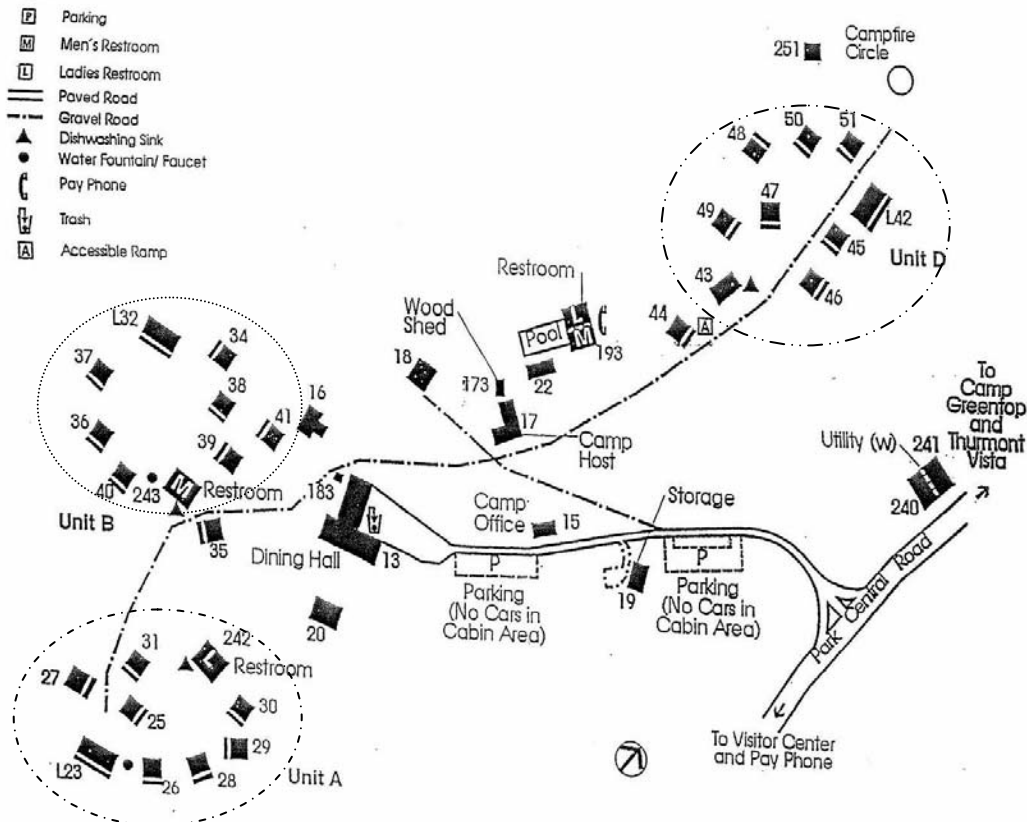 P Parking
M Men's Restroom
L Ladies Restroom
Paved Road
Gravel Road
Dishwashing Sink
Water Fountain/ Faucet
Pay Phone
Trash
A Accessible Ramp
251
Campfire
Circle
48
50
51
47
49
L42
45
Unit D
43
46
44
A
Restroom
L
M
Pool
193
Wood
Shed
18
173
22
17
Camp
Host
L32
34
37
38
16
41
36
39
40
243
M
Restroom
Unit B
35
183
Dining Hall
13
Camp
Office
15
Storage
19
P
Parking
(No Cars in
Cabin Area)
P
Parking
(No Cars in
Cabin Area)
To
Camp
Greentop
and
Thurmont
Vista
Utility (w)
241
240
Park Central Road
To Visitor Center
and Pay Phone
20
31
242
L
Restroom
27
25
30
29
L23
26
28
Unit A